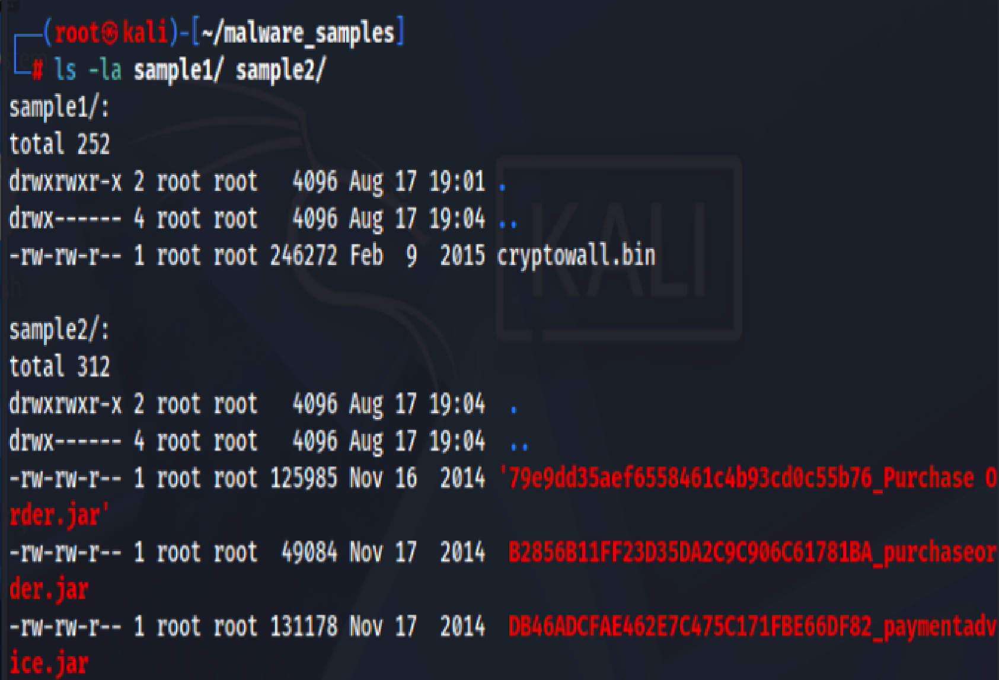 (root㉿kali)-[~/malware_samples]
# ls -la sample1/ sample2/
sample1/:
total 252
drwxrwxr-x 2 root root   4096 Aug 17 19:01 .
drwx------ 4 root root   4096 Aug 17 19:04 ..
-rw-rw-r-- 1 root root 246272 Feb  9  2015 cryptowall.bin
KALI
sample2/:
total 312
drwxrwxr-x 2 root root   4096 Aug 17 19:04  .
drwx------ 4 root root   4096 Aug 17 19:04  ..
-rw-rw-r-- 1 root root 125985 Nov 16  2014 '79e9dd35aef6558461c4b93cd0c55b76_Purchase O
rder.jar'
-rw-rw-r-- 1 root root  49084 Nov 17  2014  B2856B11FF23D35DA2C9C906C61781BA_purchaseor
der.jar
-rw-rw-r-- 1 root root 131178 Nov 17  2014  DB46ADCFAE462E7C475C171FBE66DF82_paymentadv
ice.jar